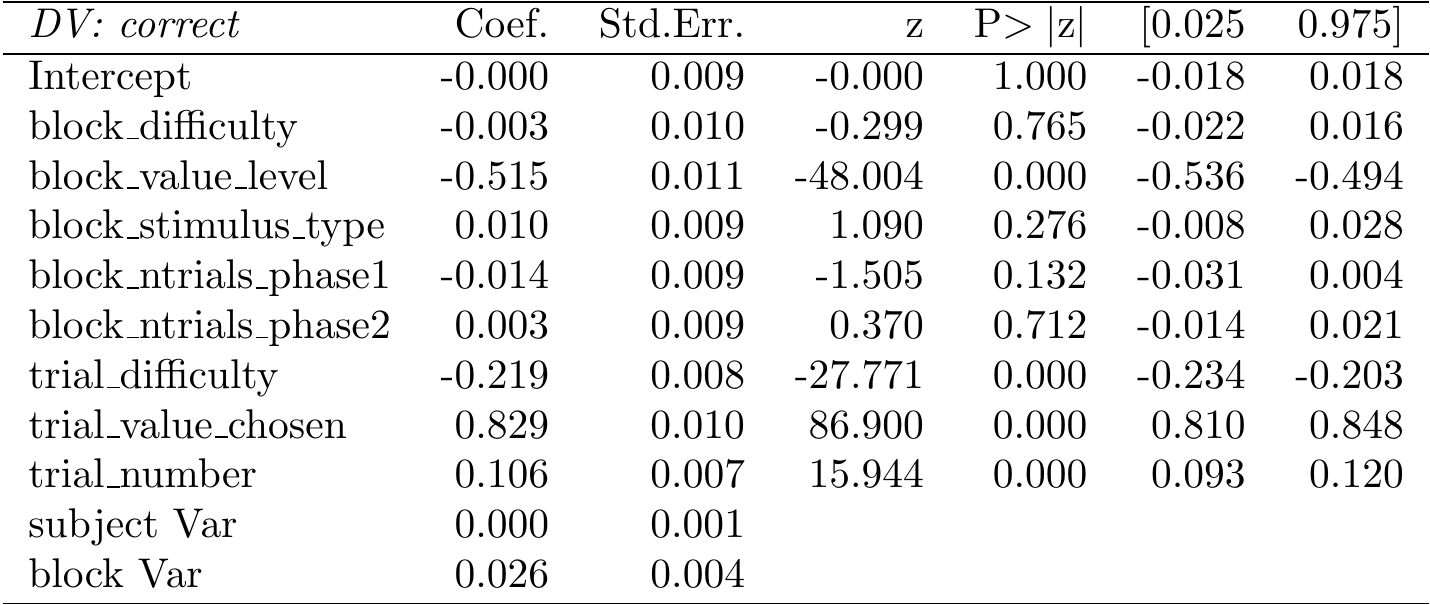 DV: correct Coef. Std.Err. z P> |z| [0.025 0.975]
Intercept -0.000 0.009 -0.000 1.000 -0.018 0.018
block_difficulty -0.003 0.010 -0.299 0.765 -0.022 0.016
block_value_level -0.515 0.011 -48.004 0.000 -0.536 -0.494
block_stimulus_type 0.010 0.009 1.090 0.276 -0.008 0.028
block_ntrials_phase1 -0.014 0.009 -1.505 0.132 -0.031 0.004
block_ntrials_phase2 0.003 0.009 0.370 0.712 -0.014 0.021
trial_difficulty -0.219 0.008 -27.771 0.000 -0.234 -0.203
trial_value_chosen 0.829 0.010 86.900 0.000 0.810 0.848
trial_number 0.106 0.007 15.944 0.000 0.093 0.120
subject Var 0.000 0.001
block Var 0.026 0.004